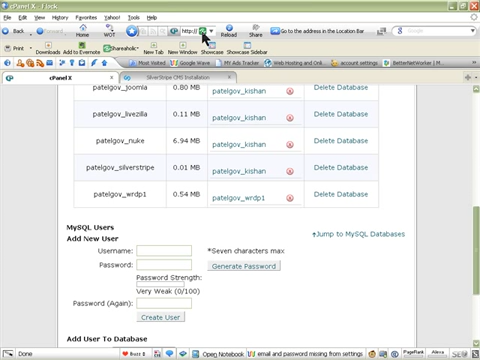 cPanel X
File Edit View History Bookmarks Yahoo! Tools Help
Back Forward Home WOT http:// Reload Share Go to the address in the Location Bar Google
Print Downloads Add to Evernote Shareaholic New Tab New Window Showcase Showcase Sidebar
Most Visited Google Wave My Ads Tracker Web Hosting and Onli... account settings BetterNetWorker | B...
cPanel X SilverStripe CMS Installation
patelgov_joomla 0.80 MB patelgov_kishan Delete Database
patelgov_livezilla 0.11 MB patelgov_kishan Delete Database
patelgov_nuke 6.94 MB patelgov_kishan Delete Database
patelgov_silverstripe 0.01 MB patelgov_kishan Delete Database
patelgov_wrdp1 0.54 MB patelgov_wrdp1 Delete Database
MySQL Users
Jump to MySQL Databases
Add New User
Username: *Seven characters max
Password: Generate Password
Password Strength:
Very Weak (0/100)
Password (Again):
Create User
Add User To Database
Done Buzz: Open Notebook email and password missing from settings PageRank Alexa